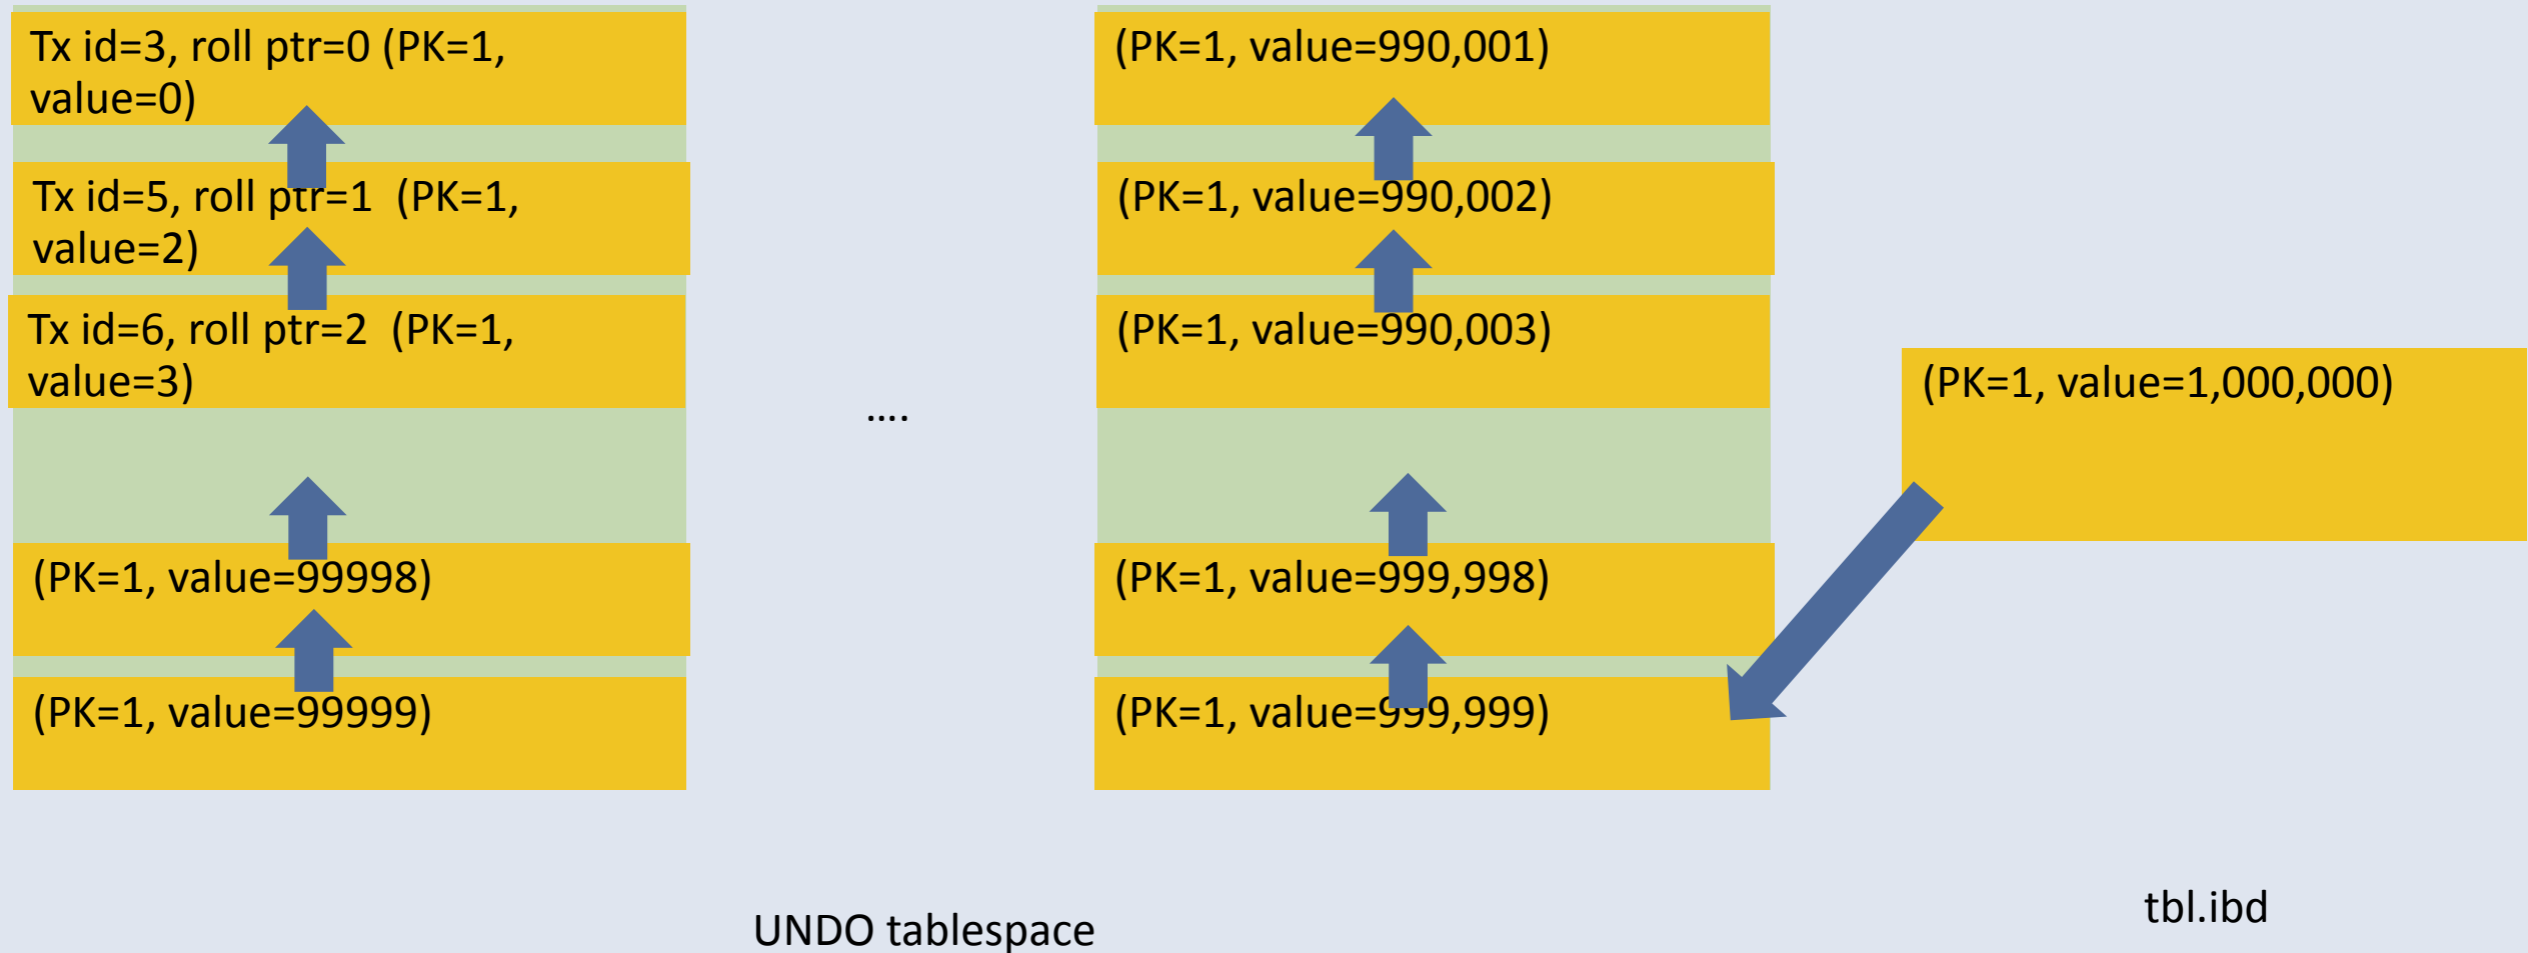 Tx id=3, roll ptr=0 (PK=1,
value=0)
Tx id=5, roll ptr=1  (PK=1,
value=2)
Tx id=6, roll ptr=2  (PK=1,
value=3)
(PK=1, value=99998)
(PK=1, value=99999)
....
(PK=1, value=990,001)
(PK=1, value=990,002)
(PK=1, value=990,003)
(PK=1, value=999,998)
(PK=1, value=999,999)
(PK=1, value=1,000,000)
UNDO tablespace
tbl.ibd